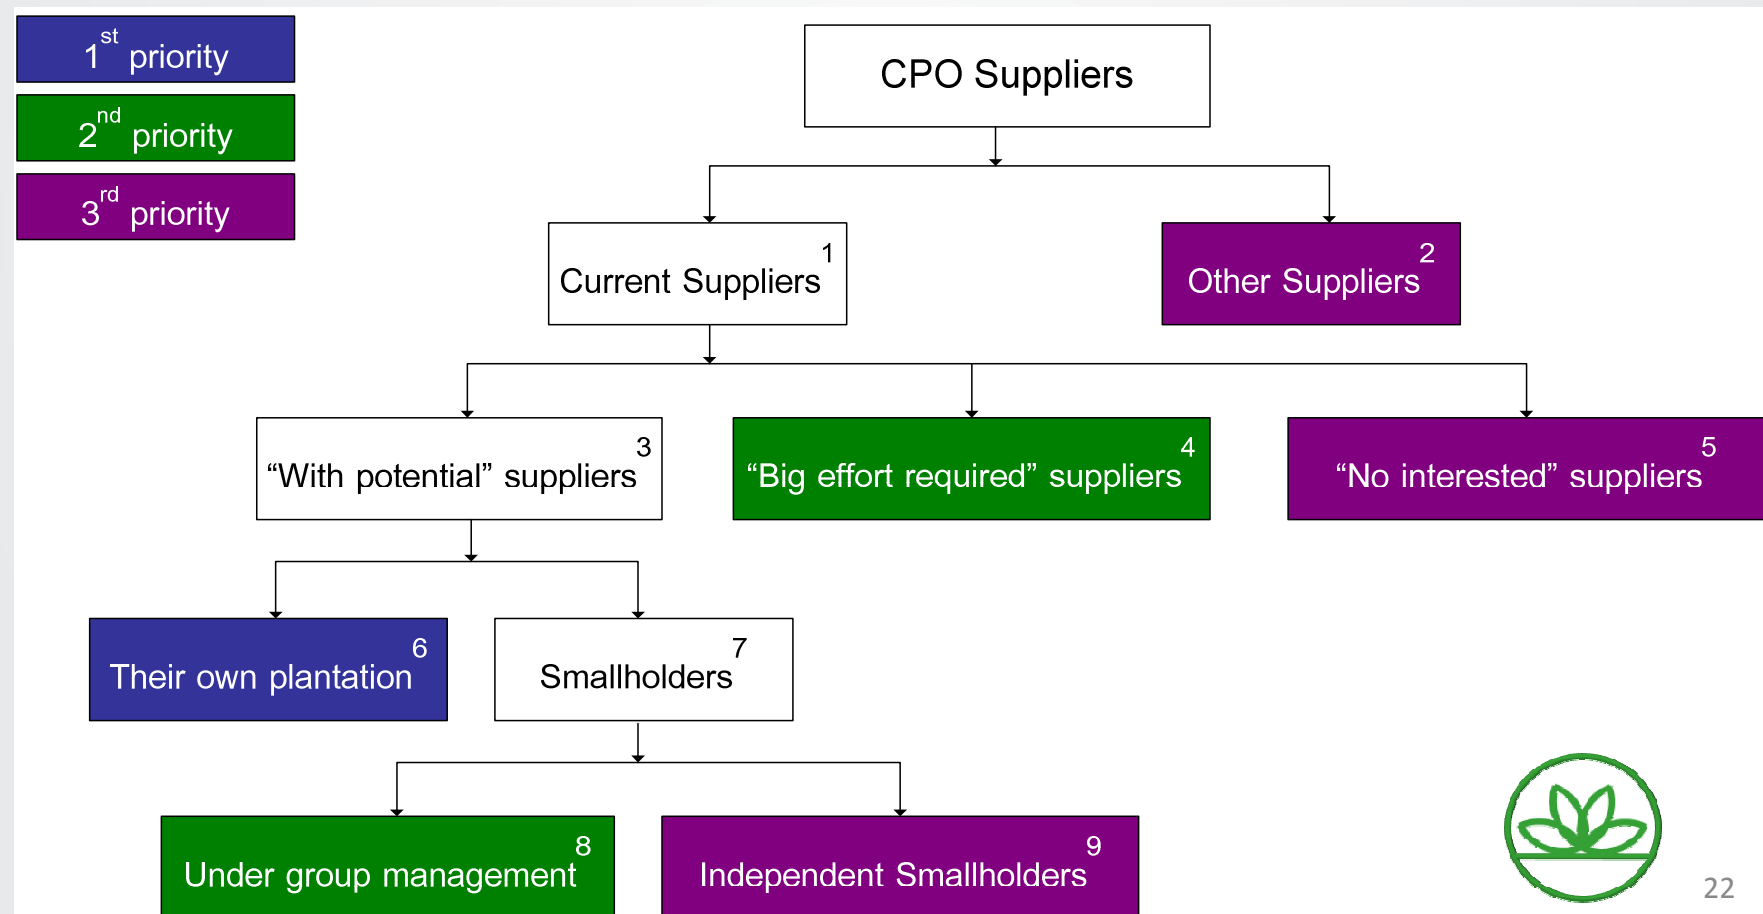 1st priority
2nd priority
3rd priority
CPO Suppliers
Current Suppliers 1
Other Suppliers 2
“With potential” suppliers 3
“Big effort required” suppliers 4
“No interested” suppliers 5
Their own plantation 6
Smallholders 7
Under group management 8
Independent Smallholders 9
22